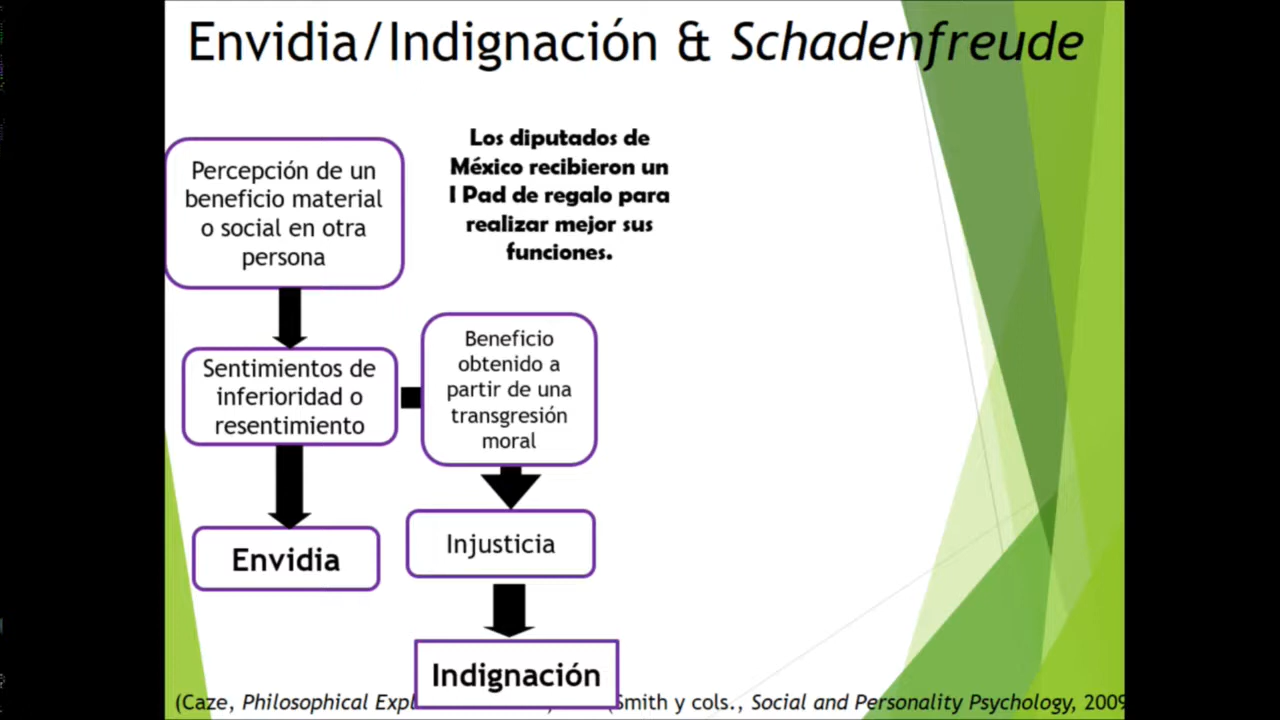 Envidia/Indignación & Schadenfreude
Los diputados de
México recibieron un
I Pad de regalo para
realizar mejor sus
funciones.
Percepción de un
beneficio material
o social en otra
persona
Sentimientos de
inferioridad o
resentimiento
Beneficio
obtenido a
partir de una
transgresión
moral
Envidia
Injusticia
Indignación
(Caze, Philosophical (Smith y cols., Social and Personality Psychology, 2009